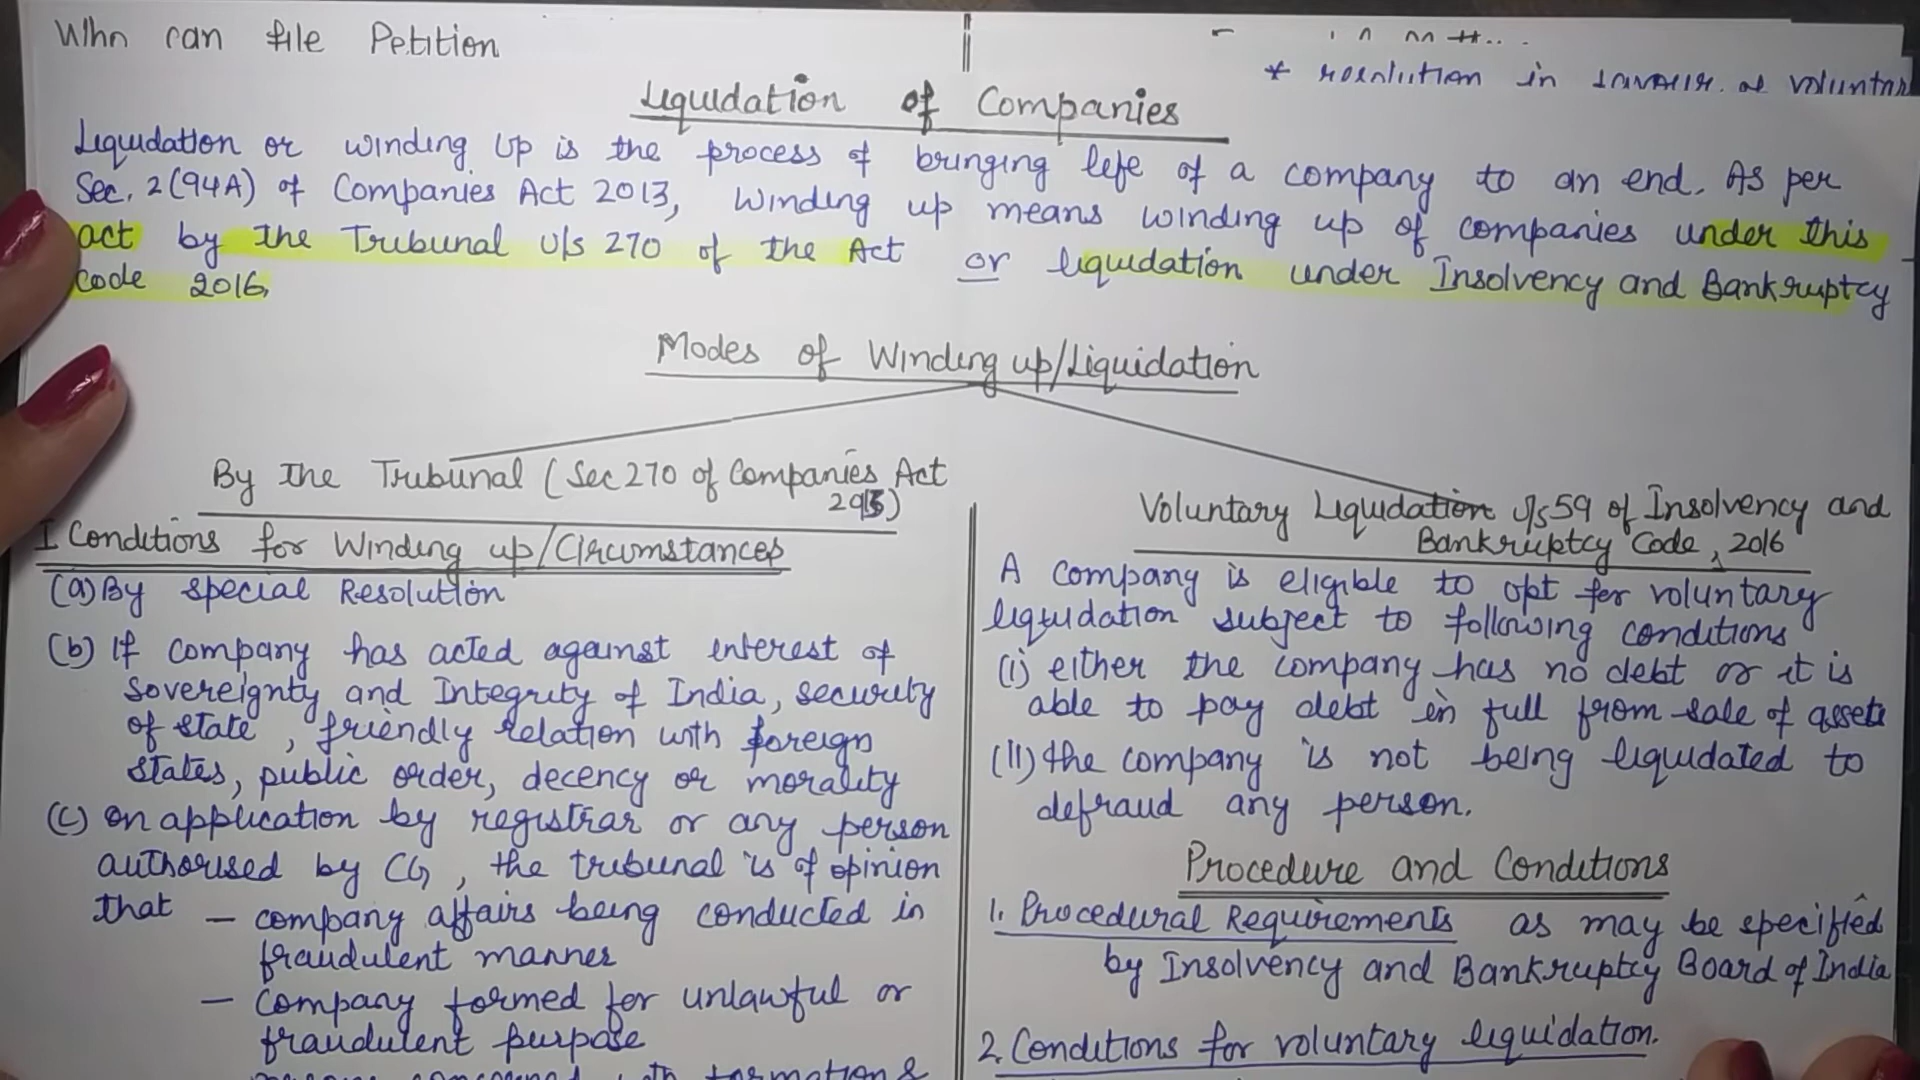 Who can file Petition
* resolution in favour of
Liquidation of Companies
Liquidation or winding up is the process of bringing life of a company to an end. As per
Sec. 2(94A) of Companies Act 2013, winding up means winding up of companies under this
act by the Tribunal u/s 270 of the Act or liquidation under Insolvency and Bankruptcy
Code 2016,
Modes of Winding up/Liquidation
By the Tribunal (Sec 270 of Companies Act
2013)
I Conditions for Winding up/Circumstances
(a) By special Resolution
(b) If company has acted against interest of
sovereignty and Integrity of India, security
of state, friendly relation with foreign
states, public order, decency or morality
(c) on application by registrar or any person
authorised by CG, the tribunal is of opinion
that - company affairs being conducted in
fraudulent manner
- company formed for unlawful or
fraudulent purpose
formation &
Voluntary Liquidation u/s 59 of Insolvency and
Bankruptcy Code, 2016
A company is eligible to opt for voluntary
liquidation subject to following conditions
(i) either the company has no debt or it is
able to pay debt in full from sale of assets
(II) the company is not being liquidated to
defraud any person.
Procedure and Conditions
1. Procedural Requirements as may be specified
by Insolvency and Bankruptcy Board of India
2. Conditions for voluntary liquidation.